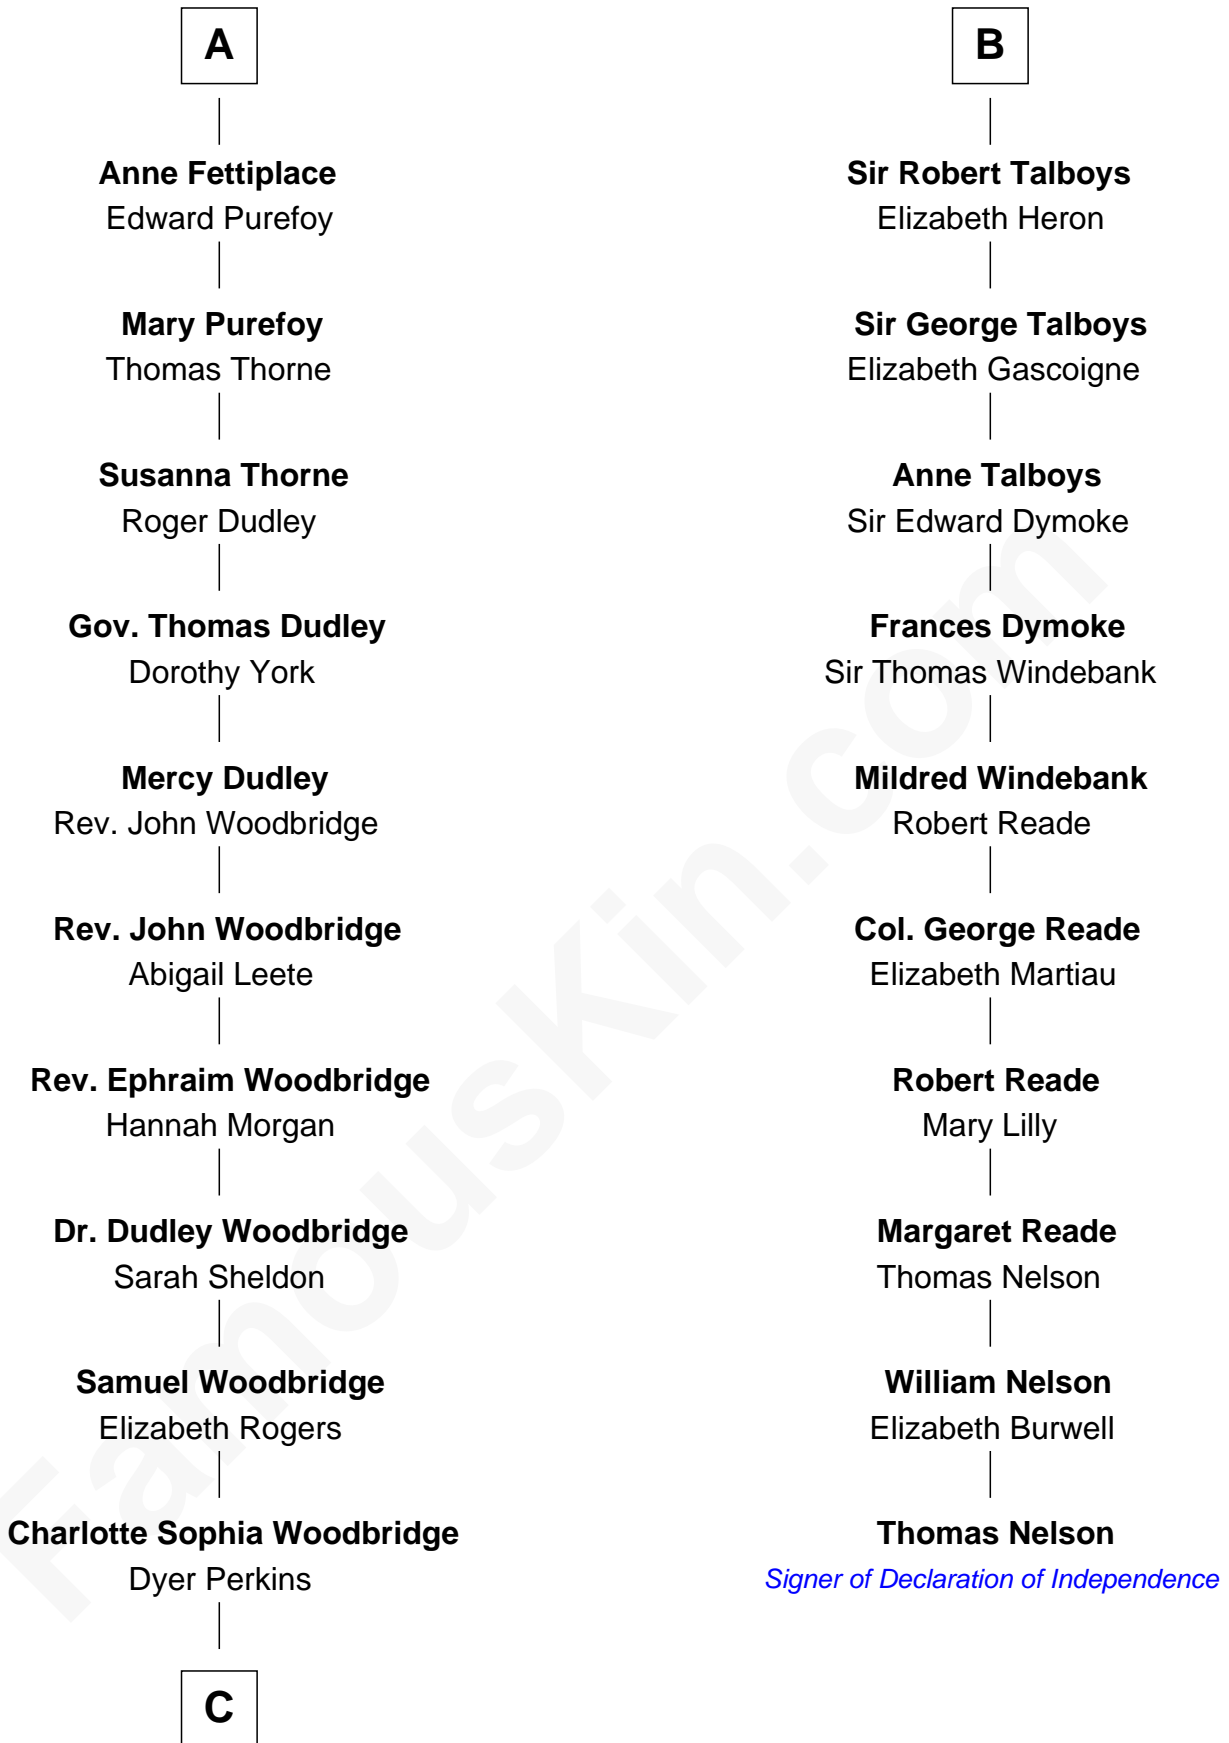 A
Anne Fettiplace
Edward Purefoy
Mary Purefoy
Thomas Thorne
Susanna Thorne
Roger Dudley
Gov. Thomas Dudley
Dorothy York
Mercy Dudley
Rev. John Woodbridge
Rev. John Woodbridge
Abigail Leete
Rev. Ephraim Woodbridge
Hannah Morgan
Dr. Dudley Woodbridge
Sarah Sheldon
Samuel Woodbridge
Elizabeth Rogers
Charlotte Sophia Woodbridge
Dyer Perkins
C
B
Sir Robert Talboys
Elizabeth Heron
Sir George Talboys
Elizabeth Gascoigne
Anne Talboys
Sir Edward Dymoke
Frances Dymoke
Sir Thomas Windebank
Mildred Windebank
Robert Reade
Col. George Reade
Elizabeth Martiau
Robert Reade
Mary Lilly
Margaret Reade
Thomas Nelson
William Nelson
Elizabeth Burwell
Thomas Nelson
Signer of Declaration of Independence
FamousKin.com